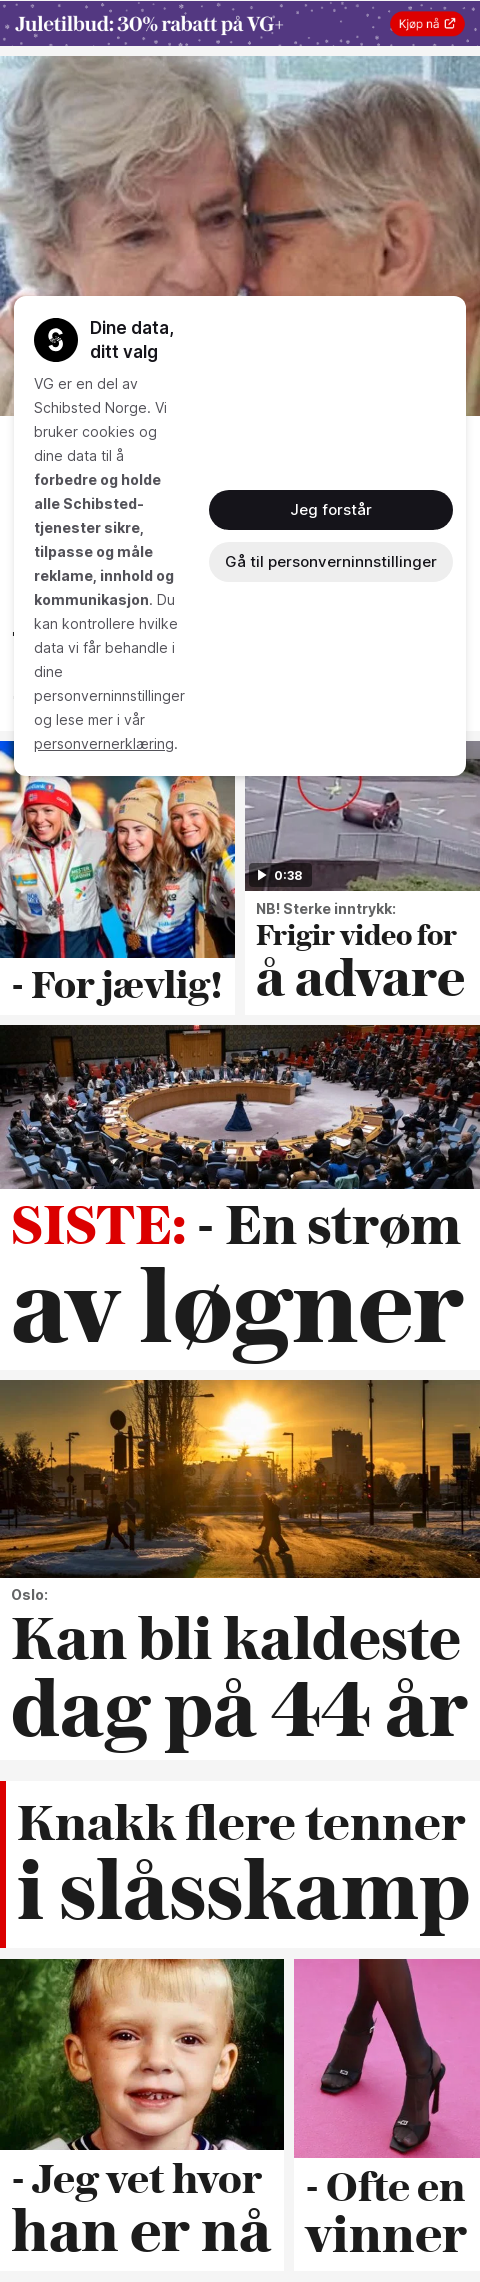 Juletilbud: 30% rabatt på VG+
Kjøp nå
Dine data,
ditt valg
VG er en del av
Schibsted Norge. Vi
bruker cookies og
dine data til å
forbedre og holde
alle Schibsted-
tjenester sikre,
tilpasse og måle
reklame, innhold og
kommunikasjon. Du
kan kontrollere hvilke
data vi får behandle i
dine
personverninnstillinger
og lese mer i vår
personvernerklæring.
Jeg forstår
Gå til personverninnstillinger
- For jævlig!
0:38
NB! Sterke inntrykk:
Frigir video for
å advare
SISTE: - En strøm
av løgner
Oslo:
Kan bli kaldeste
dag på 44 år
Knakk flere tenner
i slåsskamp
- Jeg vet hvor
han er nå
- Ofte en
vinner